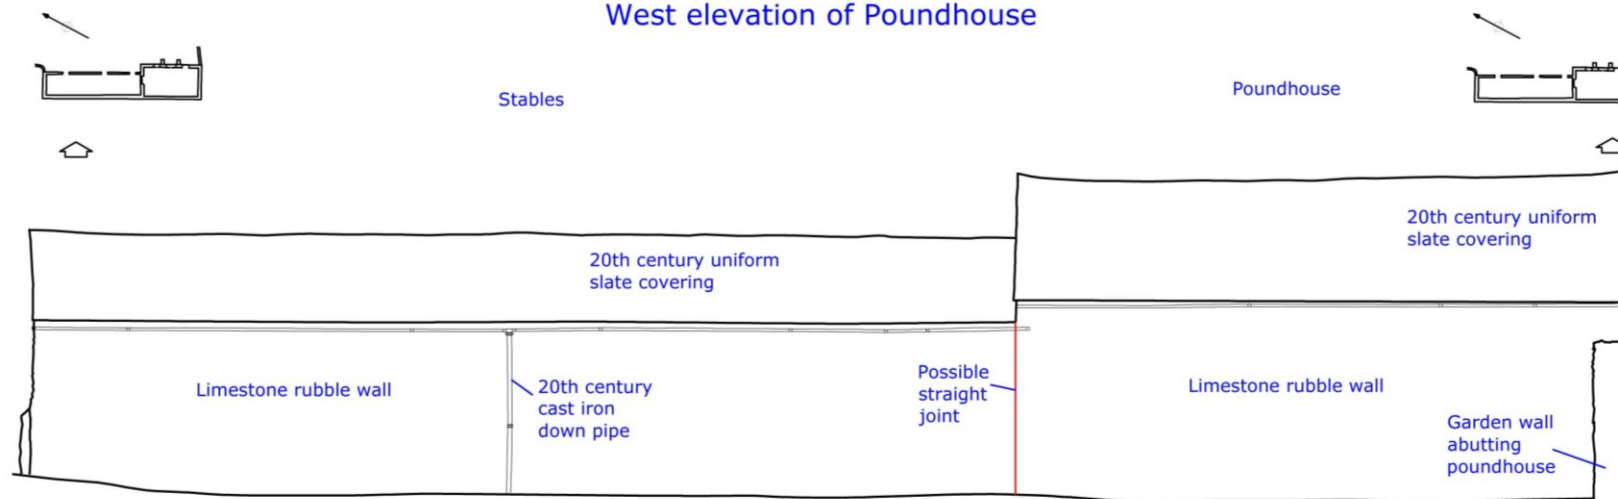 West elevation of Poundhouse
Stables
Poundhouse
20th century uniform
slate covering
20th century uniform
slate covering
Limestone rubble wall
20th century
cast iron
down pipe
Possible
straight
joint
Limestone rubble wall
Garden wall
abutting
poundhouse